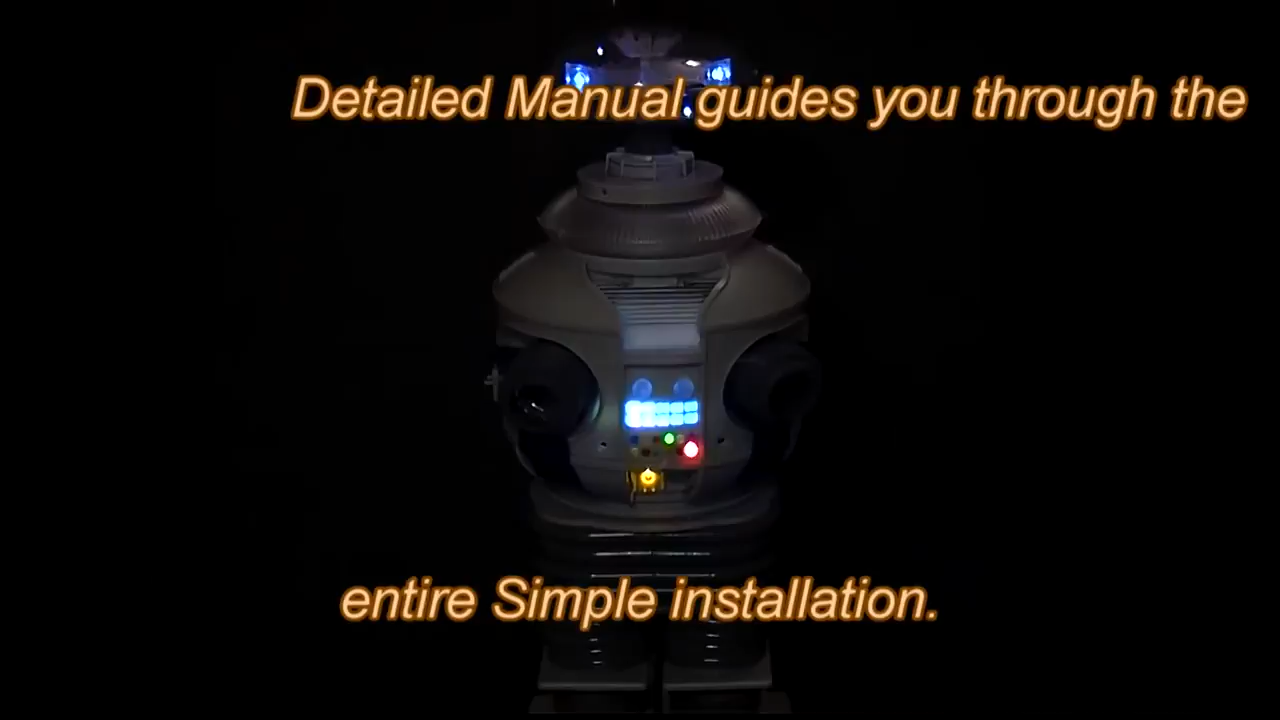 Detailed Manual guides you through the
entire Simple installation.